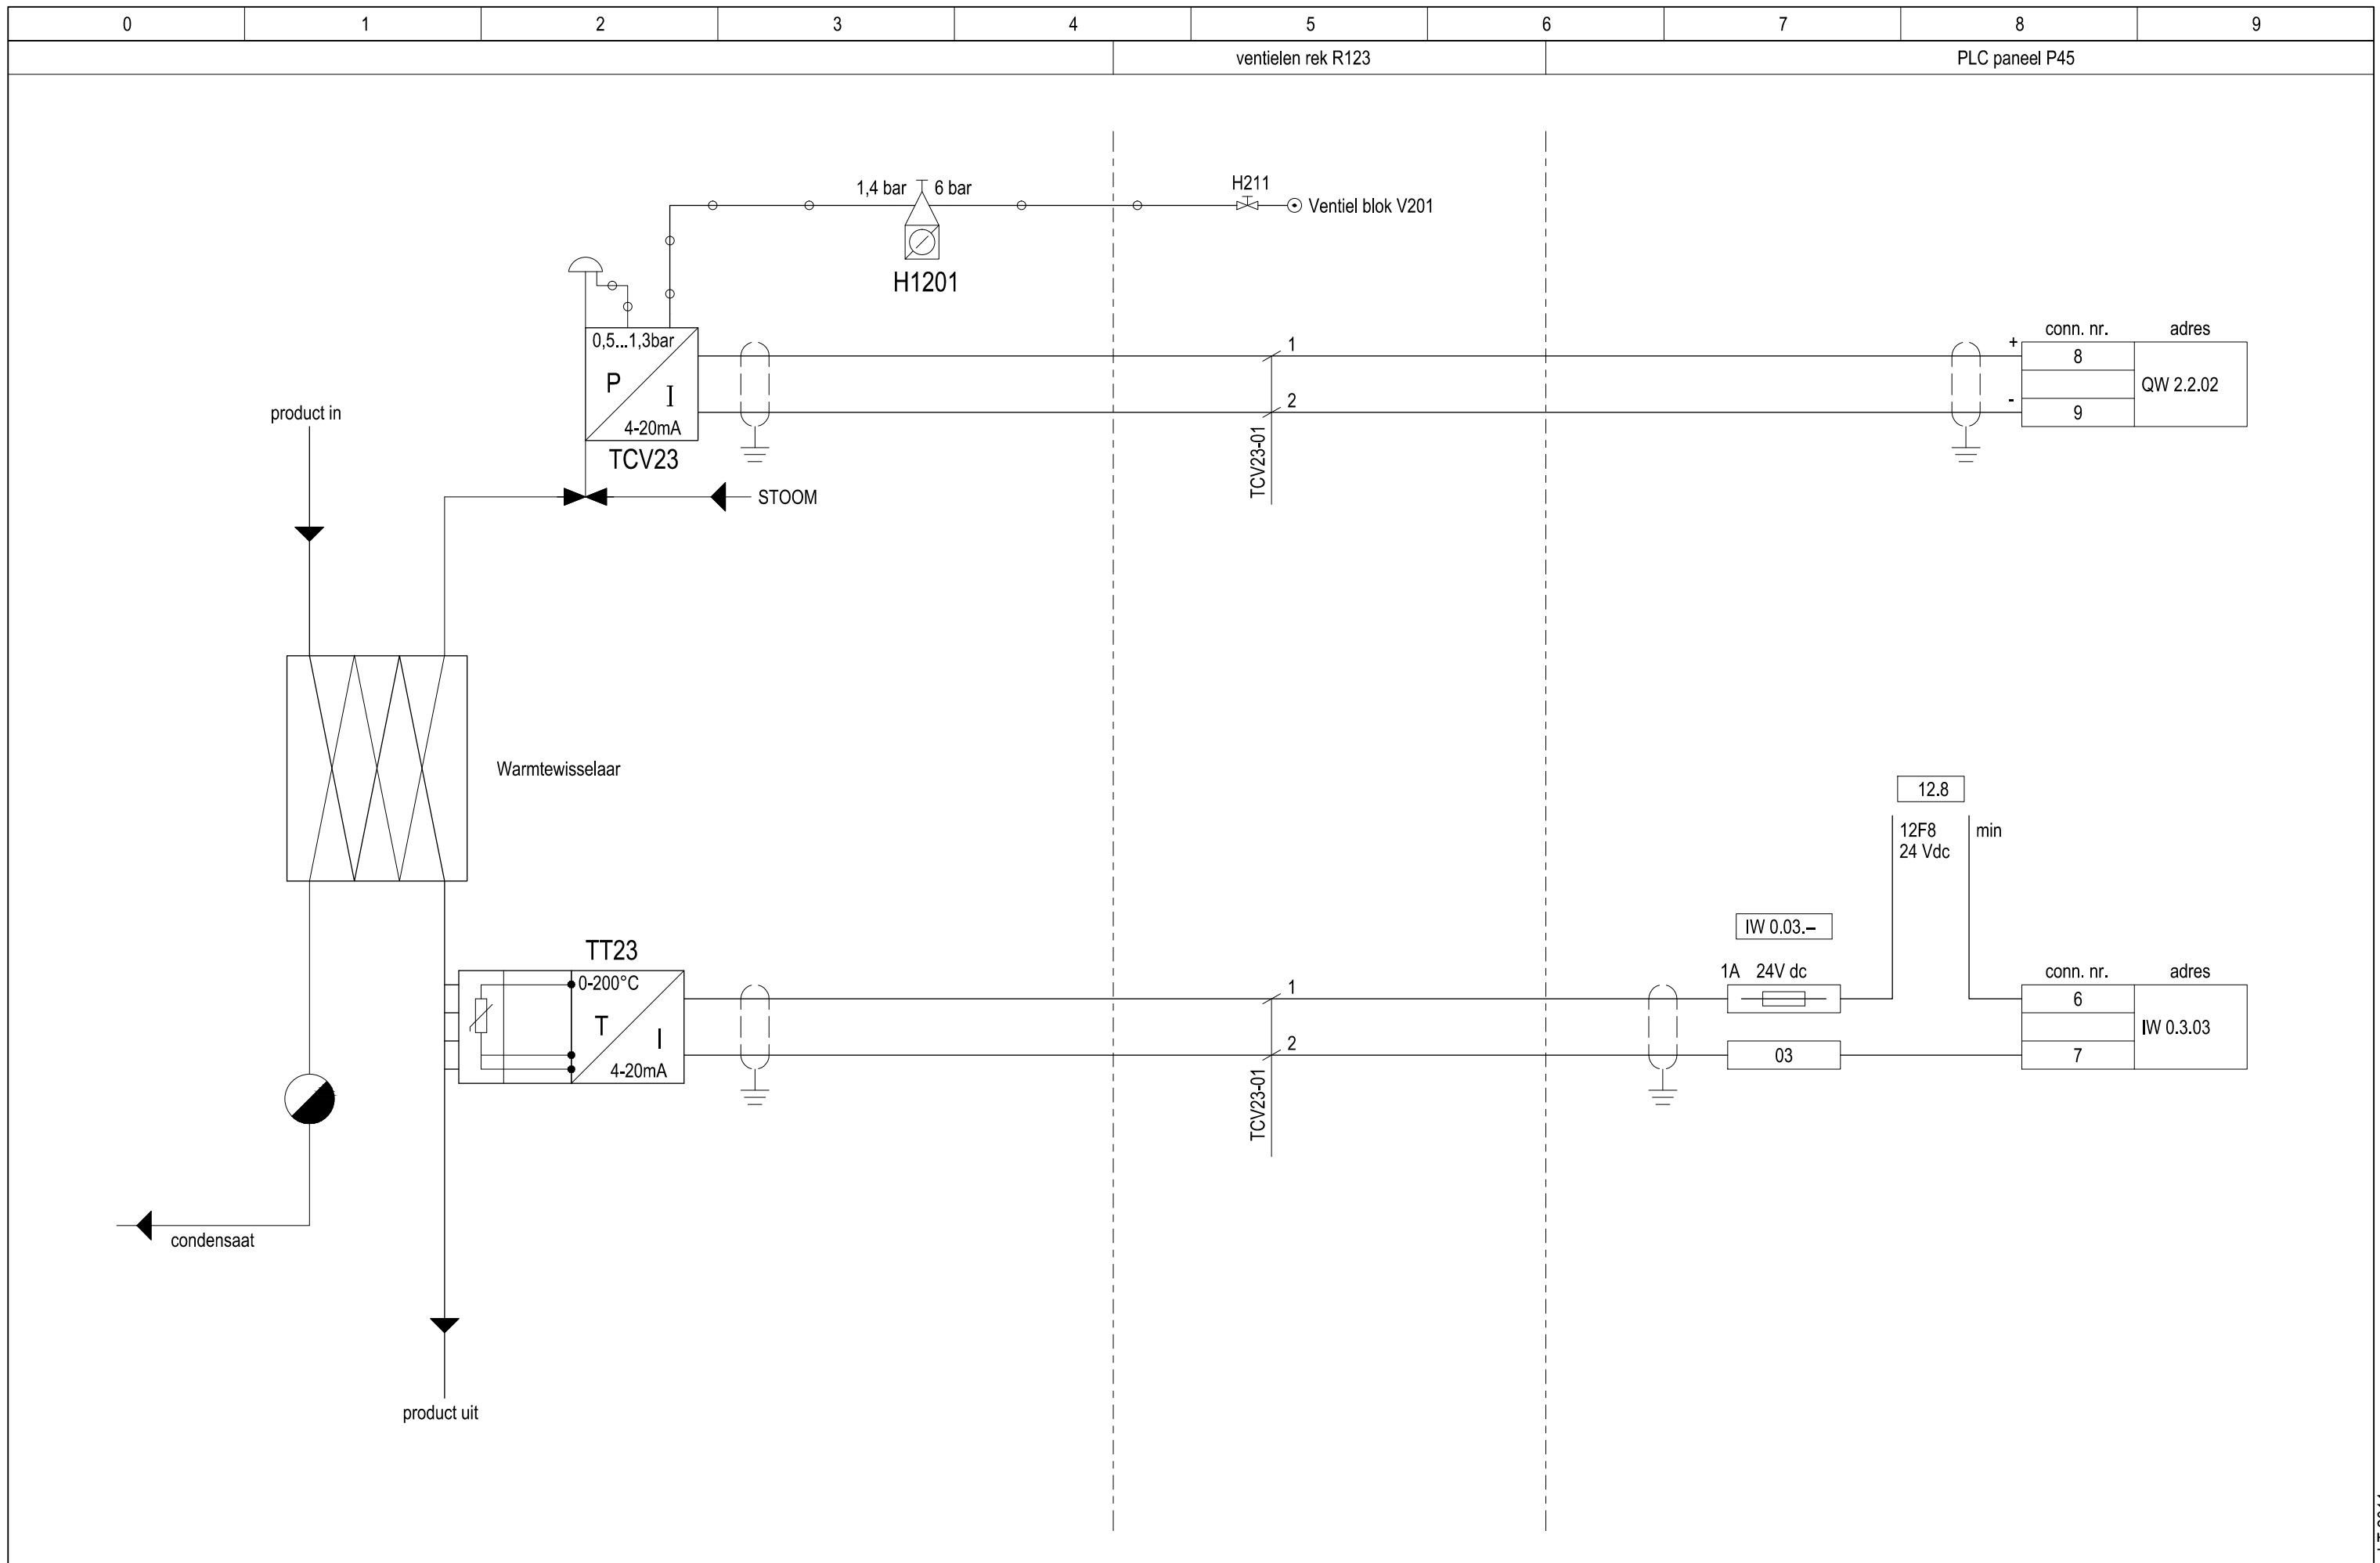 0 1 2 3 4 5 6 7 8 9
ventielen rek R123 PLC paneel P45
1,4 bar 6 bar
H211
Ventiel blok V201
H1201
0,5...1,3bar
P
I
4-20mA
TCV23
1
2
TCV23-01
+
-
conn. nr. adres
8
QW 2.2.02
9
product in
STOOM
Warmtewisselaar
12.8
12F8
24 Vdc
min
IW 0.03.–
TT23
0-200°C
T
I
4-20mA
1
2
TCV23-01
1A 24V dc
03
conn. nr. adres
6
IW 0.3.03
7
condensaat
product uit